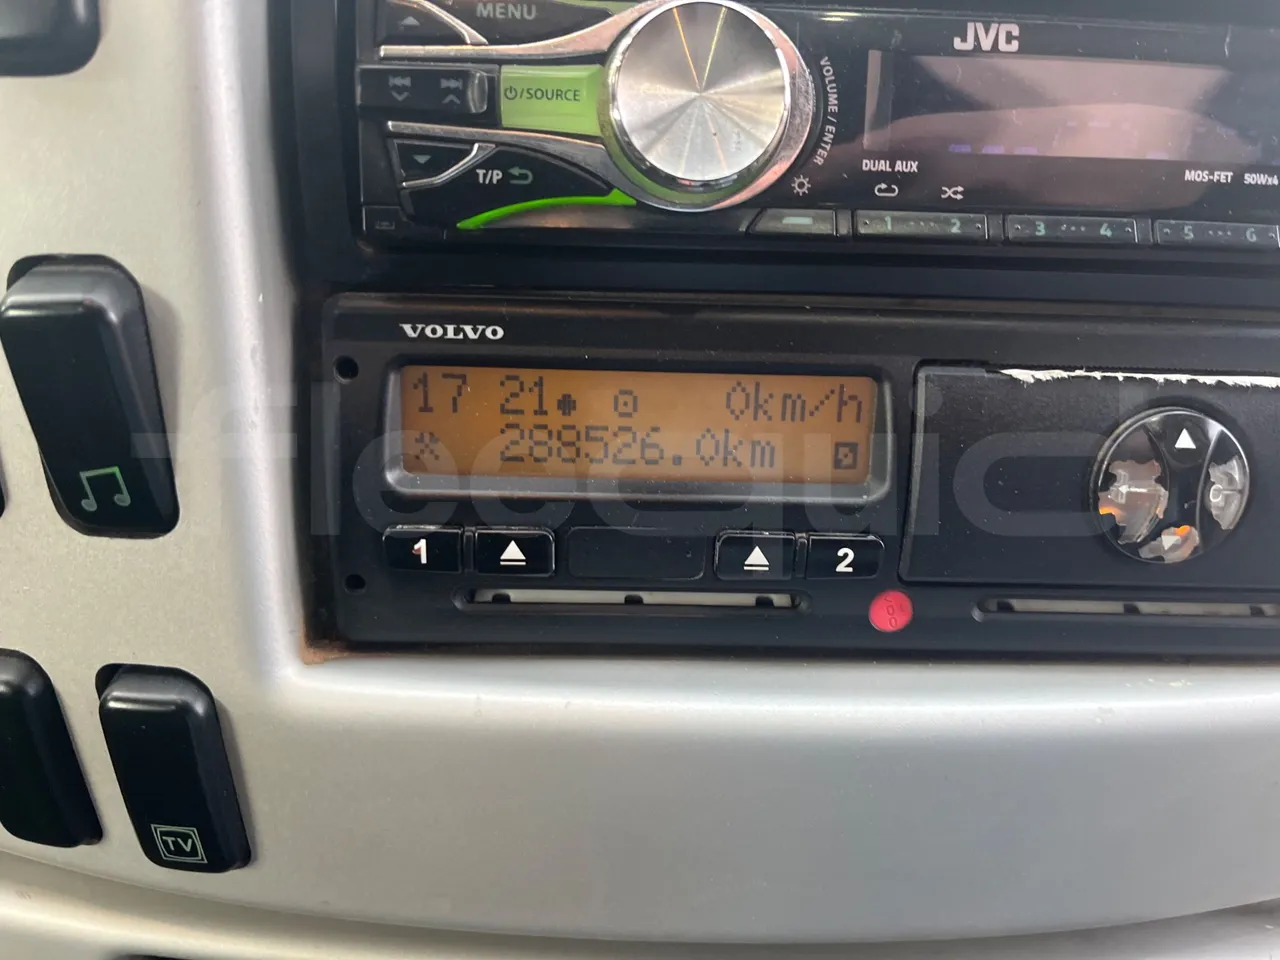 MENU
JVC
⏻/SOURCE
VOLUME / ENTER
T/P
DUAL AUX
MOS-FET 50Wx4
1 2 3 4 5 6
VOLVO
17 21 0km/h
288526.0km
1 2
TV